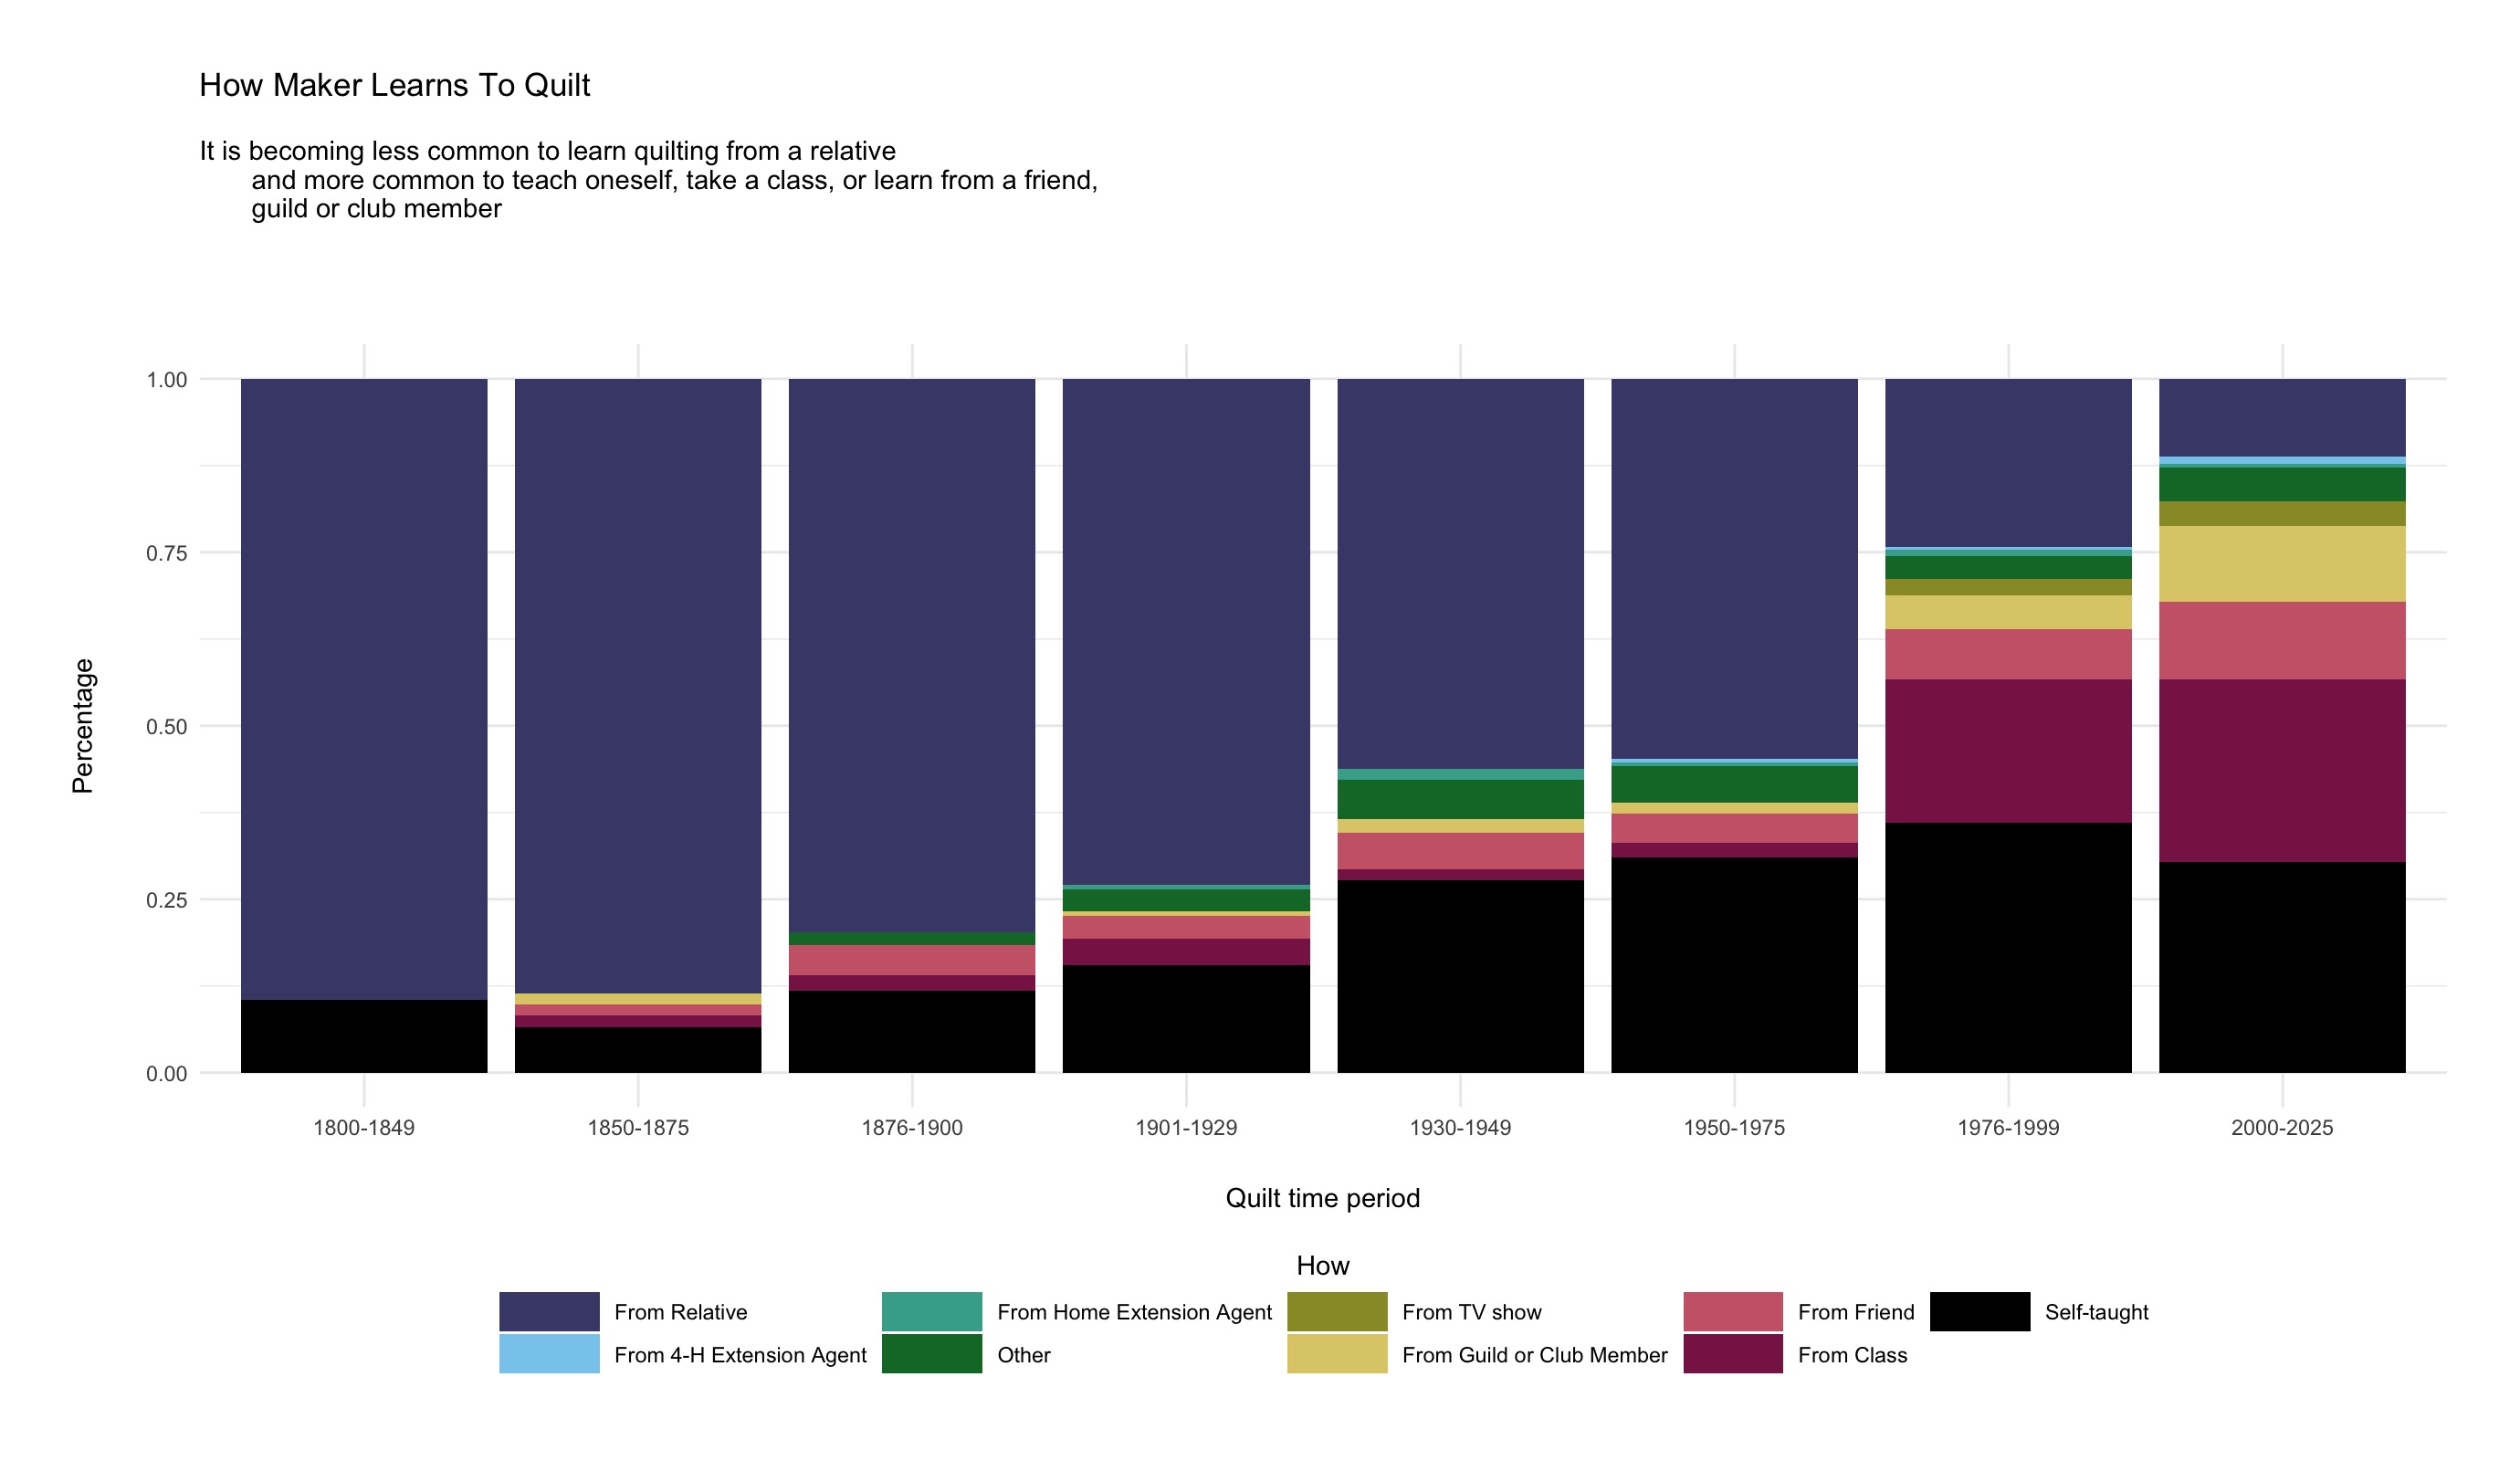 How Maker Learns To Quilt
It is becoming less common to learn quilting from a relative
and more common to teach oneself, take a class, or learn from a friend,
guild or club member
Percentage
1.00
0.75
0.50
0.25
0.00
1800-1849
1850-1875
1876-1900
1901-1929
1930-1949
1950-1975
1976-1999
2000-2025
Quilt time period
How
From Relative
From 4-H Extension Agent
From Home Extension Agent
Other
From TV show
From Guild or Club Member
From Friend
From Class
Self-taught